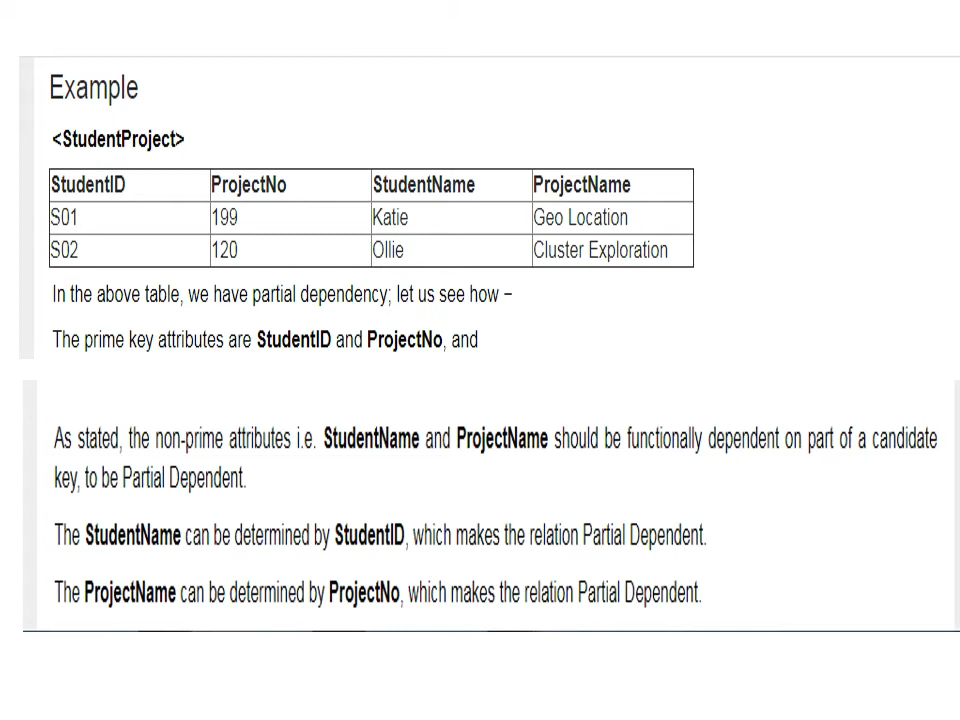 Example
<StudentProject>
StudentID ProjectNo StudentName ProjectName
S01 199 Katie Geo Location
S02 120 Ollie Cluster Exploration
In the above table, we have partial dependency; let us see how −
The prime key attributes are StudentID and ProjectNo, and
As stated, the non-prime attributes i.e. StudentName and ProjectName should be functionally dependent on part of a candidate
key, to be Partial Dependent.
The StudentName can be determined by StudentID, which makes the relation Partial Dependent.
The ProjectName can be determined by ProjectNo, which makes the relation Partial Dependent.